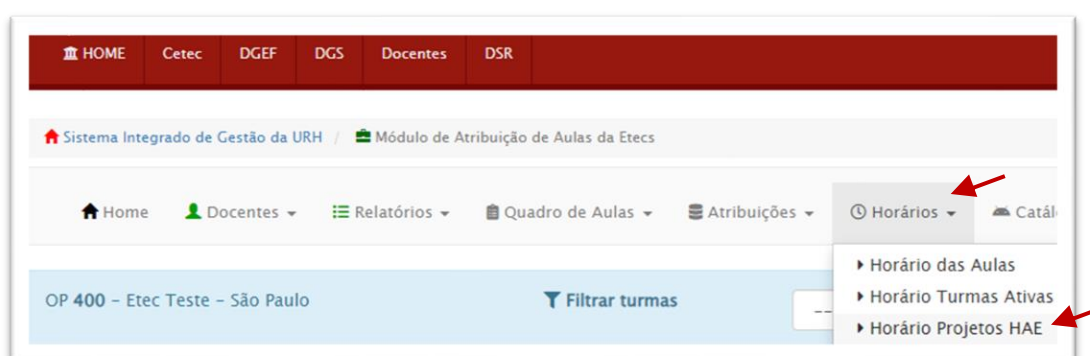 HOME Cetec DGEF DGS Docentes DSR
Sistema Integrado de Gestão da URH / Módulo de Atribuição de Aulas da Etecs
Home Docentes Relatórios Quadro de Aulas Atribuições Horários Catál
Horário das Aulas
OP 400 - Etec Teste - São Paulo Filtrar turmas --
Horário Turmas Ativas
Horário Projetos HAE